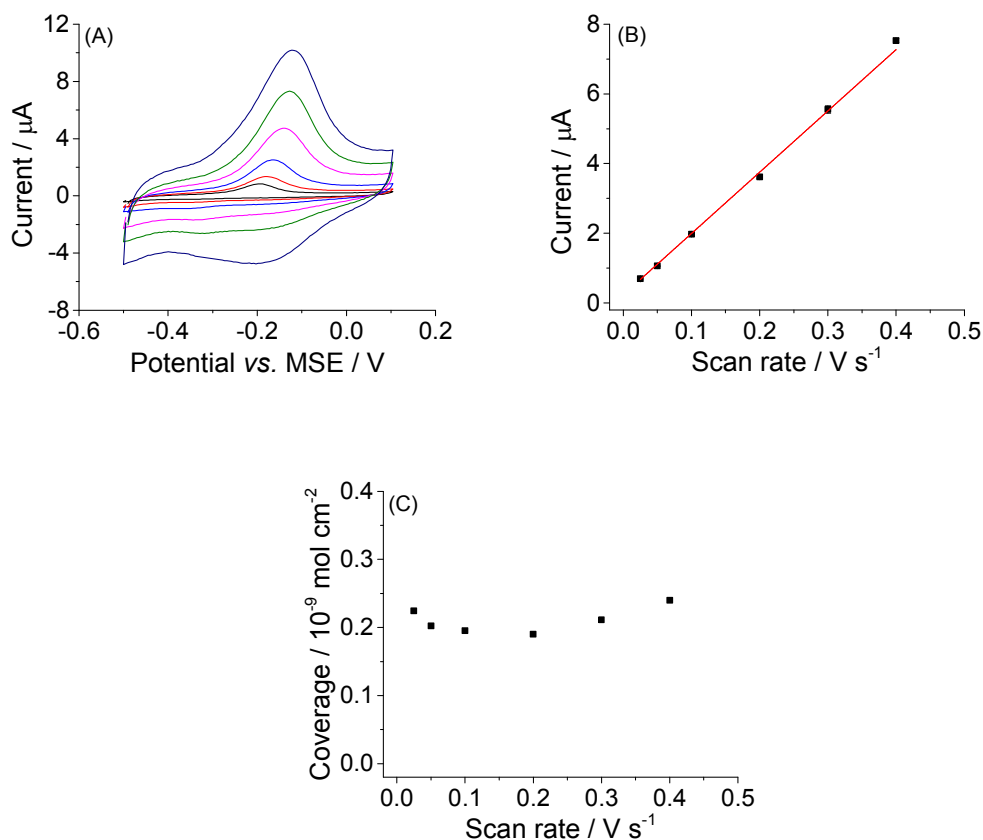 (A)
12
8
4
0
-4
-8
Current / μA
-0.6 -0.4 -0.2 0.0 0.2
Potential vs. MSE / V
(B)
8
6
4
2
0
Current / μA
0.0 0.1 0.2 0.3 0.4 0.5
Scan rate / V s⁻¹
(C)
0.4
0.3
0.2
0.1
0.0
Coverage / 10⁻⁹ mol cm⁻²
0.0 0.1 0.2 0.3 0.4 0.5
Scan rate / V s⁻¹